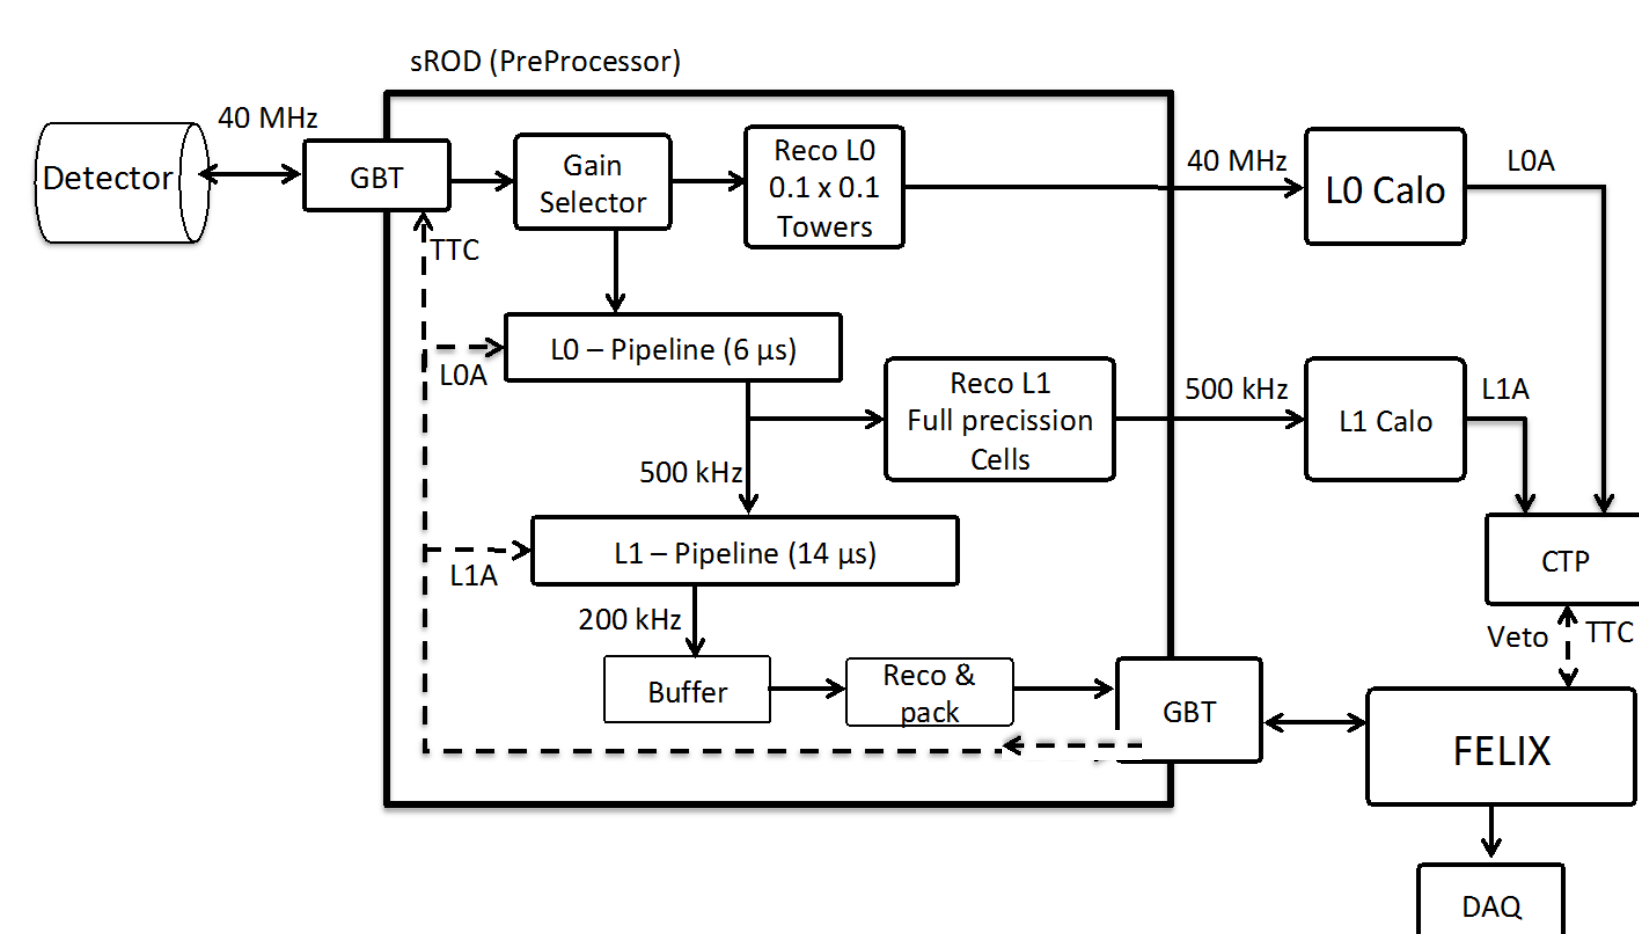 sROD (PreProcessor)
40 MHz
Detector
GBT
Gain
Selector
Reco L0
0.1 x 0.1
Towers
40 MHz
L0 Calo
L0A
TTC
L0 – Pipeline (6 µs)
L0A
Reco L1
Full precission
Cells
500 kHz
L1 Calo
L1A
500 kHz
L1 – Pipeline (14 µs)
L1A
CTP
200 kHz
Veto
TTC
Buffer
Reco &
pack
GBT
FELIX
DAQ